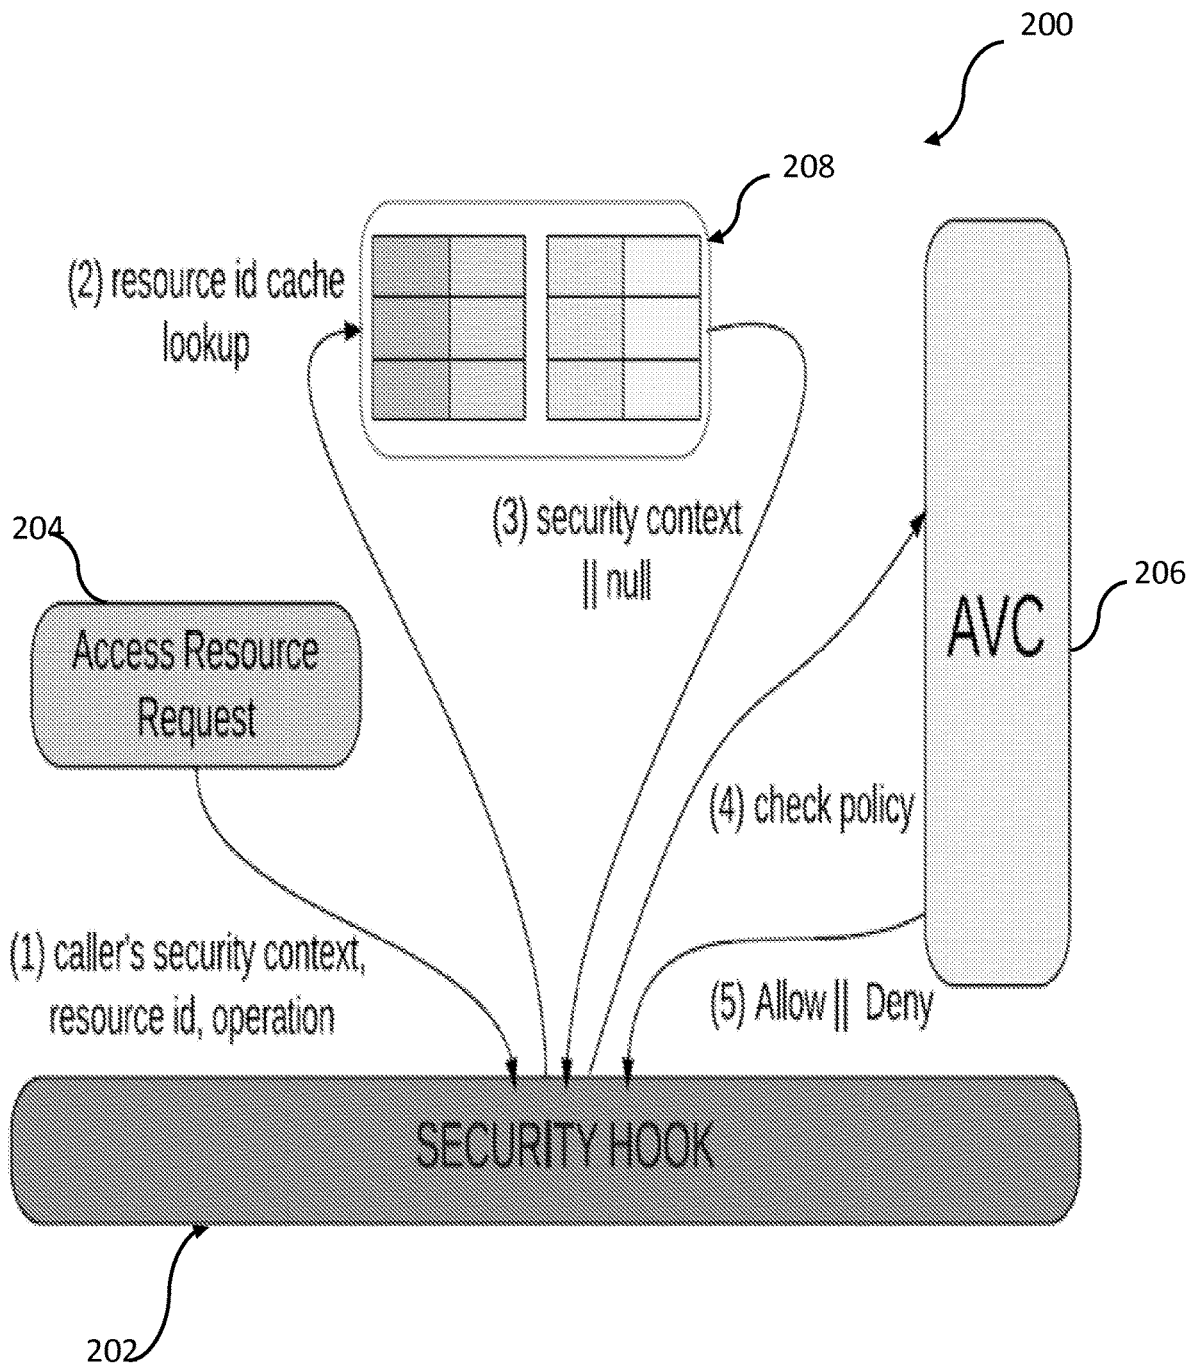 200
208
(2) resource id cache
lookup
(3) security context
|| null
204
206
Access Resource
Request
AVC
(4) check policy
(1) caller's security context,
resource id, operation
(5) Allow || Deny
SECURITY HOOK
202